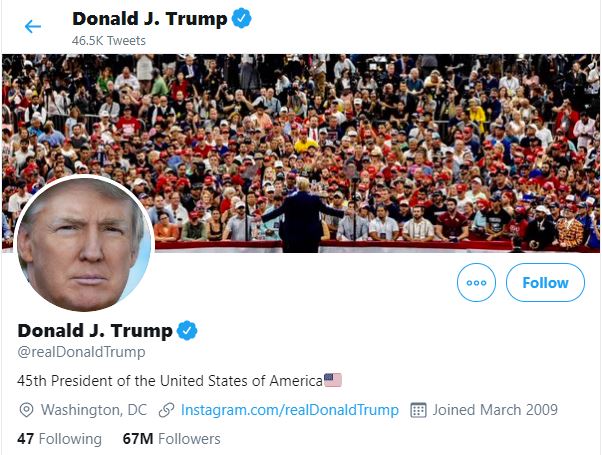 Donald J. Trump
46.5K Tweets
Follow
Donald J. Trump
@realDonaldTrump
45th President of the United States of America
Washington, DC Instagram.com/realDonaldTrump Joined March 2009
47 Following 67M Followers